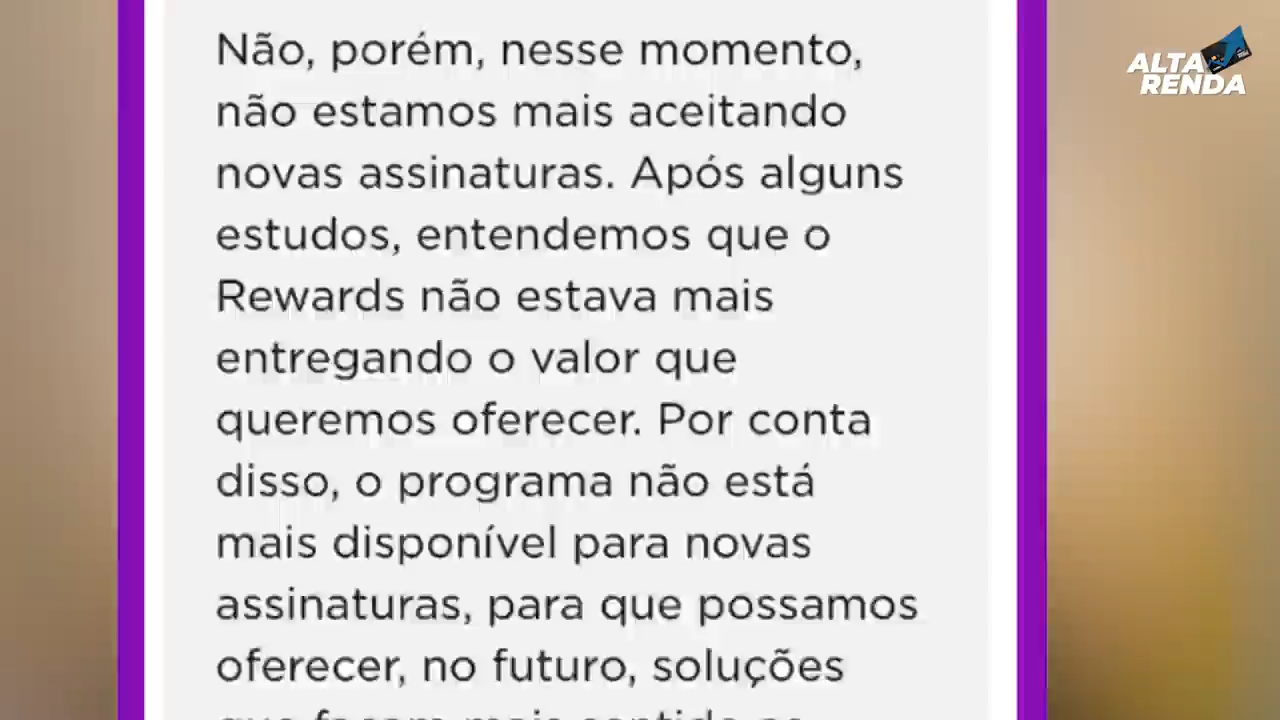 Não, porém, nesse momento,
não estamos mais aceitando
novas assinaturas. Após alguns
estudos, entendemos que o
Rewards não estava mais
entregando o valor que
queremos oferecer. Por conta
disso, o programa não está
mais disponível para novas
assinaturas, para que possamos
oferecer, no futuro, soluções
ALTA
RENDA